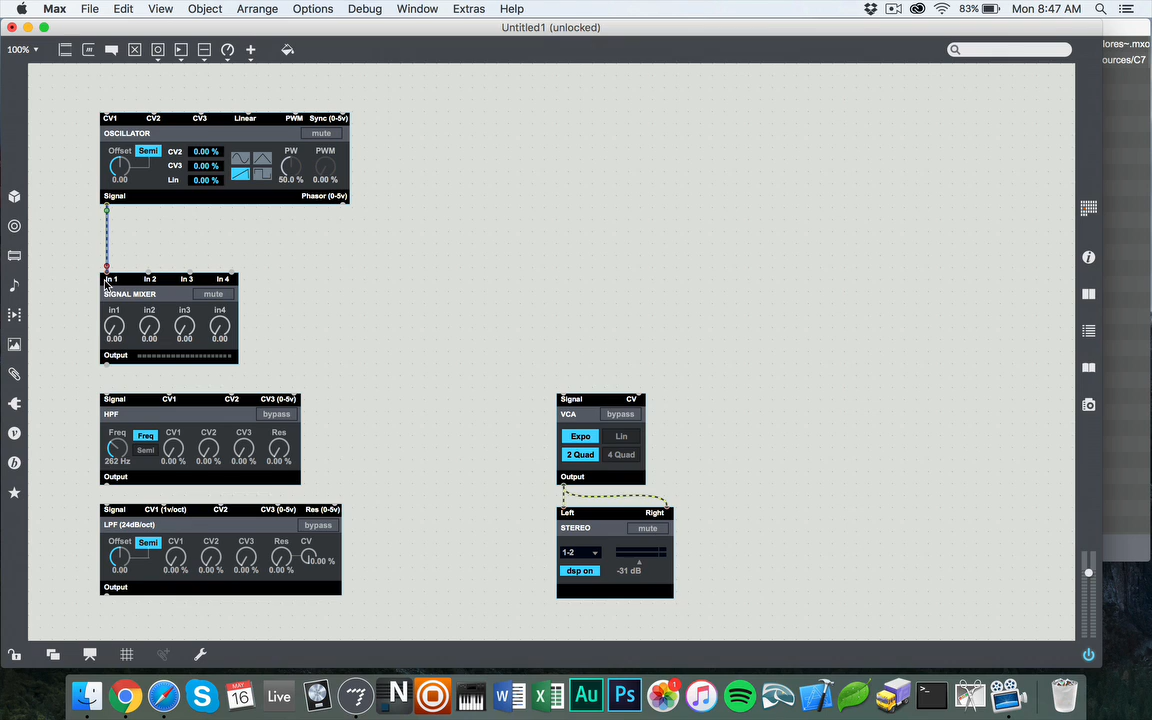 Max File Edit View Object Arrange Options Debug Window Extras Help 83% Mon 8:47 AM
Untitled1 (unlocked)
100%
lores~.mxo
ources/C7
CV1 CV2 CV3 Linear PWM Sync (0-5v)
OSCILLATOR mute
Offset Semi CV2 0.00 % PW PWM
CV3 0.00 %
0.00 Lin 0.00 % 50.0 % 0.00 %
Signal Phasor (0-5v)
In 1 In 2 In 3 In 4
SIGNAL MIXER mute
in1 in2 in3 in4
0.00 0.00 0.00 0.00
Output
Signal CV1 CV2 CV3 (0-5v)
HPF bypass
Freq Freq CV1 CV2 CV3 Res
Semi
262 Hz 0.00 % 0.00 % 0.00 % 0.00 %
Output
Signal CV
VCA bypass
Expo Lin
2 Quad 4 Quad
Output
Signal CV1 (1v/oct) CV2 CV3 (0-5v) Res (0-5v)
LPF (24dB/oct) bypass
Offset Semi CV1 CV2 CV3 Res CV
0.00 0.00 % 0.00 % 0.00 % 0.00 % 0.00 %
Output
Left Right
STEREO mute
1-2
dsp on -31 dB
MAY
16
Live
N
W
X
Au
Ps
1